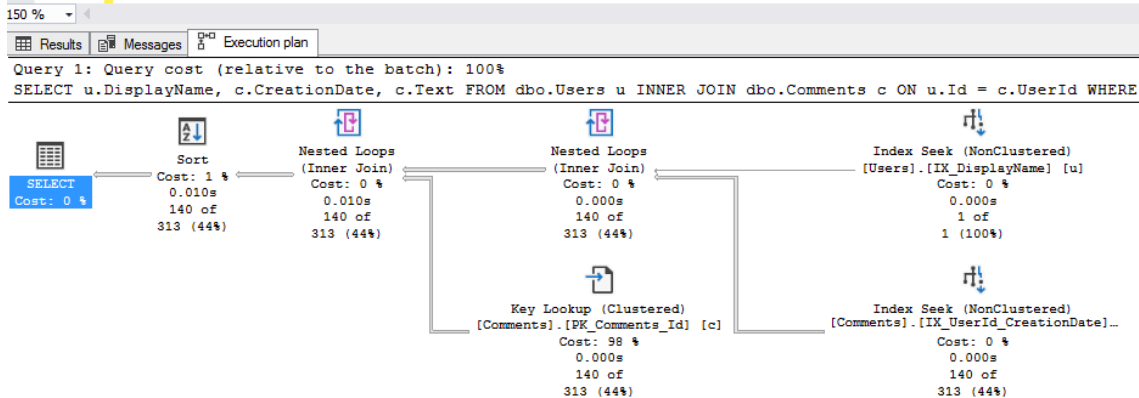 150 %
Results Messages Execution plan
Query 1: Query cost (relative to the batch): 100%
SELECT u.DisplayName, c.CreationDate, c.Text FROM dbo.Users u INNER JOIN dbo.Comments c ON u.Id = c.UserId WHERE
SELECT
Cost: 0 %
Sort
Cost: 1 %
0.010s
140 of
313 (44%)
Nested Loops
(Inner Join)
Cost: 0 %
0.010s
140 of
313 (44%)
Nested Loops
(Inner Join)
Cost: 0 %
0.000s
140 of
313 (44%)
Index Seek (NonClustered)
[Users].[IX_DisplayName] [u]
Cost: 0 %
0.000s
1 of
1 (100%)
Key Lookup (Clustered)
[Comments].[PK_Comments_Id] [c]
Cost: 98 %
0.000s
140 of
313 (44%)
Index Seek (NonClustered)
[Comments].[IX_UserId_CreationDate]…
Cost: 0 %
0.000s
140 of
313 (44%)